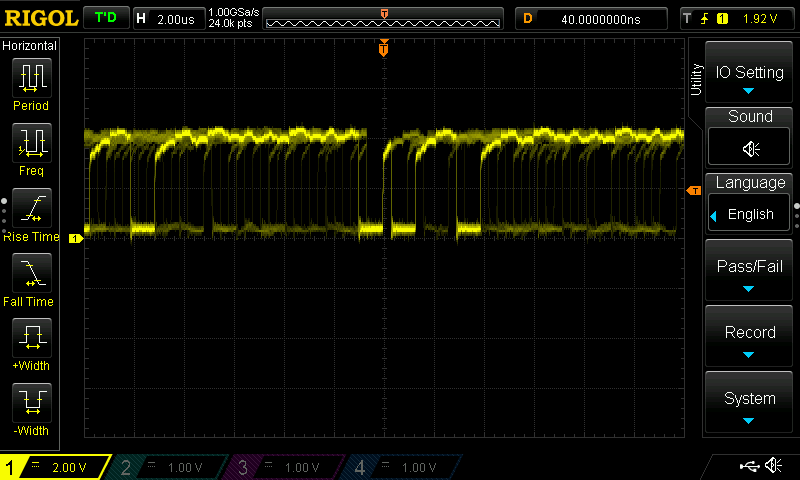 RIGOL T'D H 2.00us 1.00GSa/s 24.0k pts T D 40.0000000ns T 1 1.92 V
Horizontal
Period
Freq
Rise Time
Fall Time
+Width
-Width
T
T
1
Utility
IO Setting
Sound
Language
English
Pass/Fail
Record
System
1 2.00 V 2 1.00 V 3 1.00 V 4 1.00 V